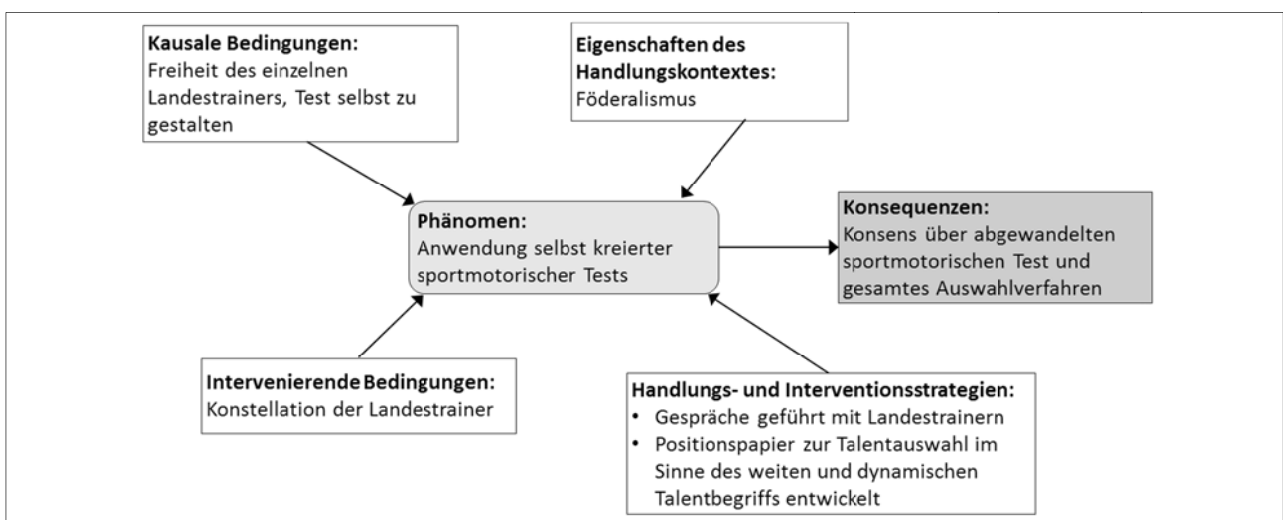 Kausale Bedingungen:
Freiheit des einzelnen
Landestrainers, Test selbst zu
gestalten
Eigenschaften des
Handlungskontextes:
Föderalismus
Phänomen:
Anwendung selbst kreierter
sportmotorischer Tests
Konsequenzen:
Konsens über abgewandelten
sportmotorischen Test und
gesamtes Auswahlverfahren
Intervenierende Bedingungen:
Konstellation der Landestrainer
Handlungs- und Interventionsstrategien:
• Gespräche geführt mit Landestrainern
• Positionspapier zur Talentauswahl im
Sinne des weiten und dynamischen
Talentbegriffs entwickelt